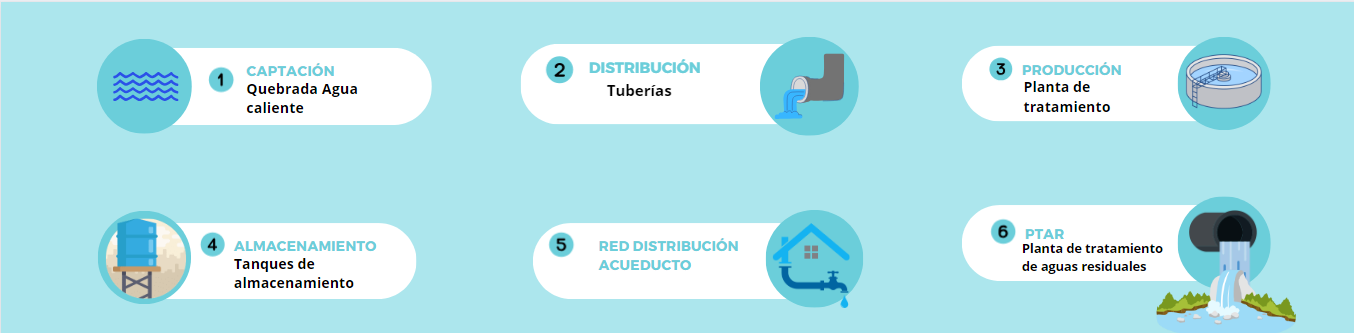 1
CAPTACIÓN
Quebrada Agua
caliente
2
DISTRIBUCIÓN
Tuberías
3
PRODUCCIÓN
Planta de
tratamiento
4
ALMACENAMIENTO
Tanques de
almacenamiento
5
RED DISTRIBUCIÓN
ACUEDUCTO
6
PTAR
Planta de tratamiento
de aguas residuales